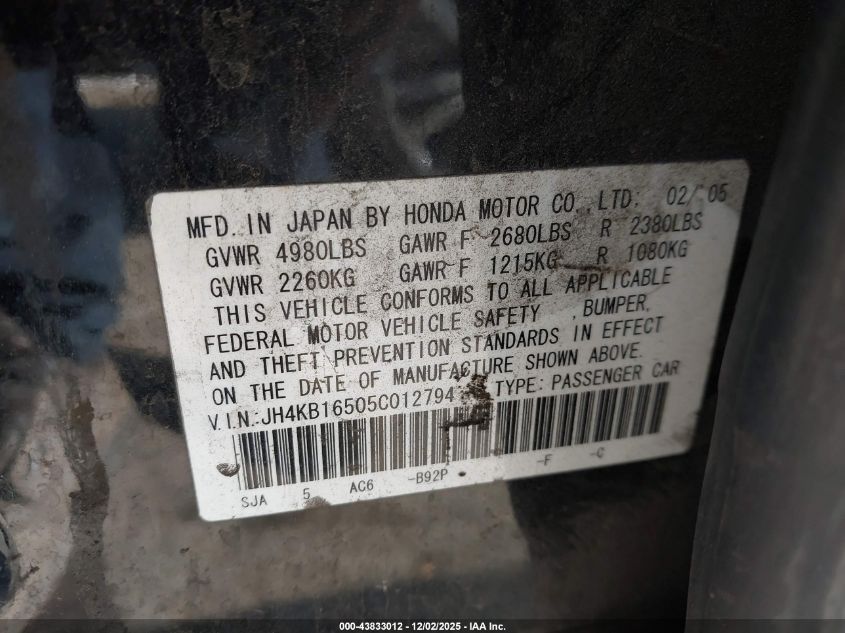 MFD. IN JAPAN BY HONDA MOTOR CO.,LTD. 02/05
GVWR 4980LBS GAWR F 2680LBS R 2380LBS
GVWR 2260KG GAWR F 1215KG R 1080KG
THIS VEHICLE CONFORMS TO ALL APPLICABLE
FEDERAL MOTOR VEHICLE SAFETY , BUMPER,
AND THEFT PREVENTION STANDARDS IN EFFECT
ON THE DATE OF MANUFACTURE SHOWN ABOVE.
V.I.N.:JH4KB16505C012794 TYPE: PASSENGER CAR
SJA 5 AC6 -B92P -F -C
000-43833012 - 12/02/2025 - IAA Inc.